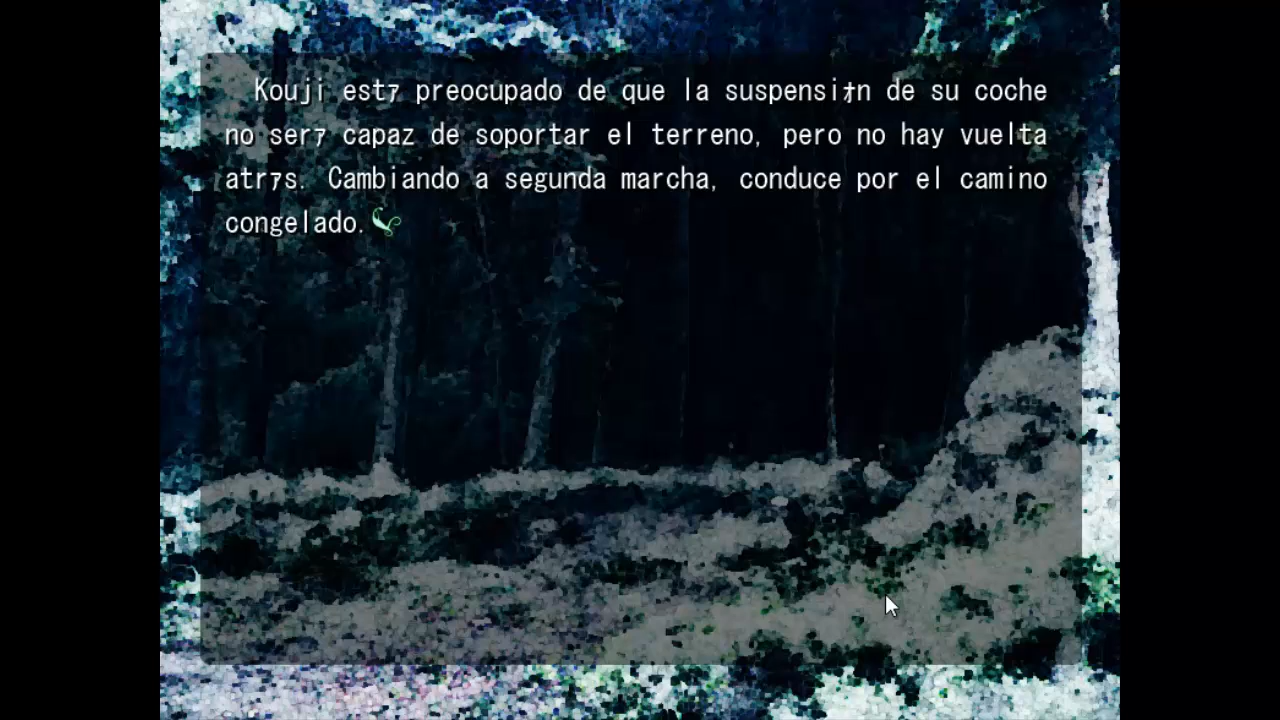 Kouji estｧ preocupado de que la suspensiｫn de su coche
no serｧ capaz de soportar el terreno, pero no hay vuelta
atrｧs. Cambiando a segunda marcha, conduce por el camino
congelado.